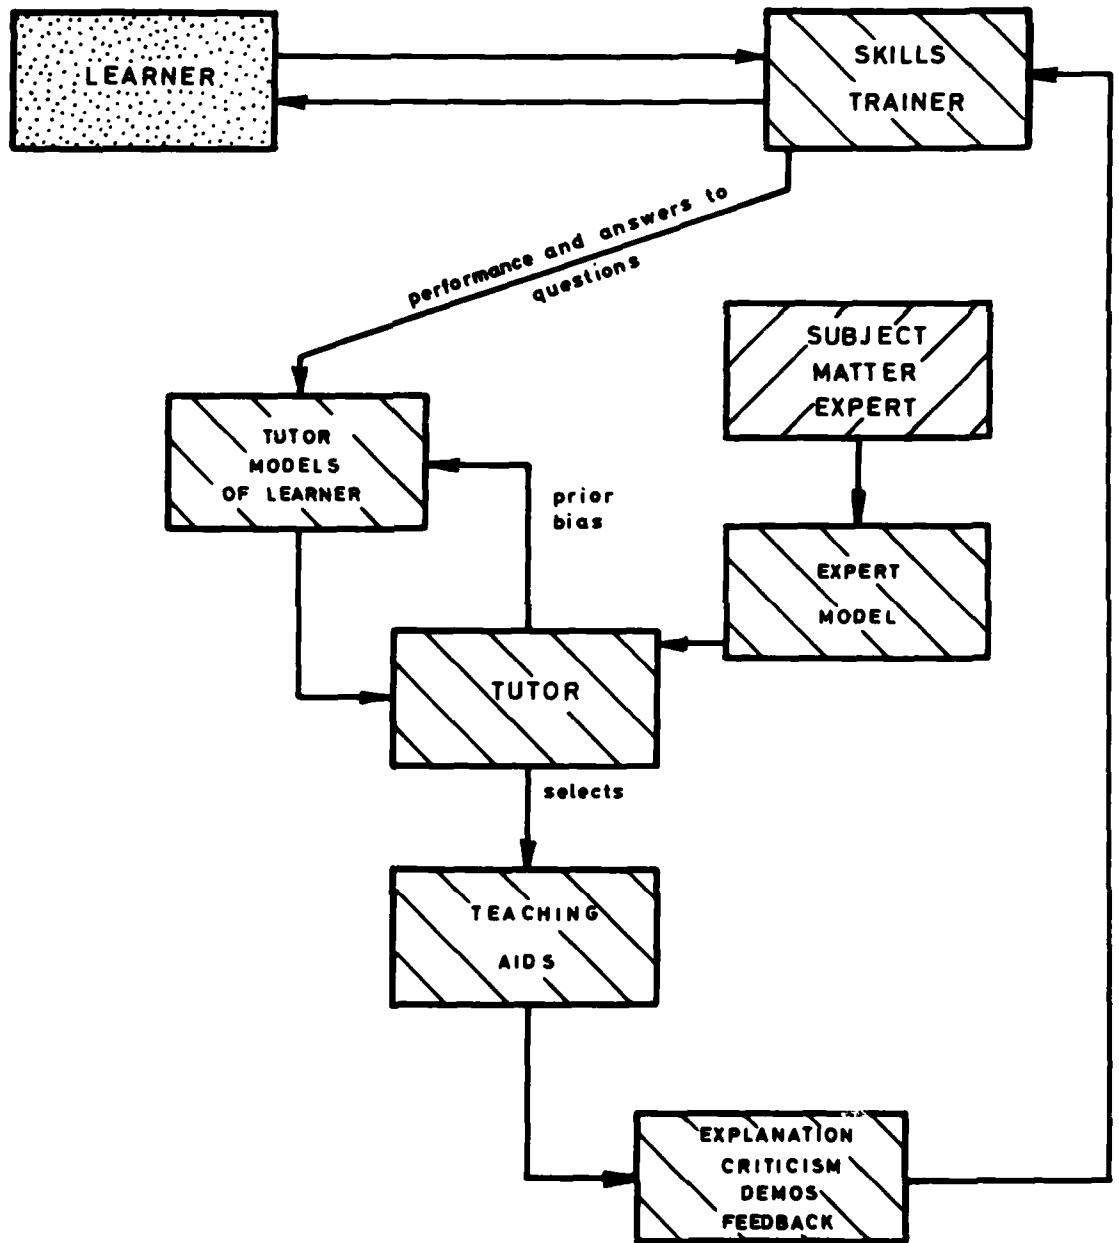 LEARNER
SKILLS
TRAINER
performance and answers to
questions
SUBJECT
MATTER
EXPERT
TUTOR
MODELS
OF LEARNER
prior
bias
EXPERT
MODEL
TUTOR
selects
TEACHING
AIDS
EXPLANATION
CRITICISM
DEMOS
FEEDBACK